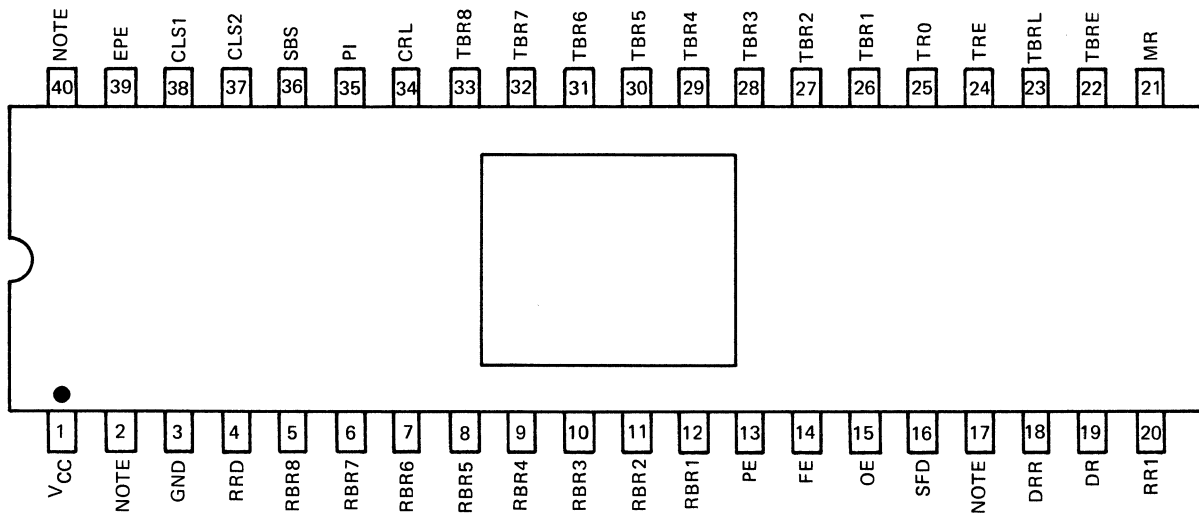 NOTE EPE CLS1 CLS2 SBS PI CRL TBR8 TBR7 TBR6 TBR5 TBR4 TBR3 TBR2 TBR1 TR0 TRE TBRL TBRE MR
40 39 38 37 36 35 34 33 32 31 30 29 28 27 26 25 24 23 22 21
1 2 3 4 5 6 7 8 9 10 11 12 13 14 15 16 17 18 19 20
VCC NOTE GND RRD RBR8 RBR7 RBR6 RBR5 RBR4 RBR3 RBR2 RBR1 PE FE OE SFD NOTE DRR DR RR1